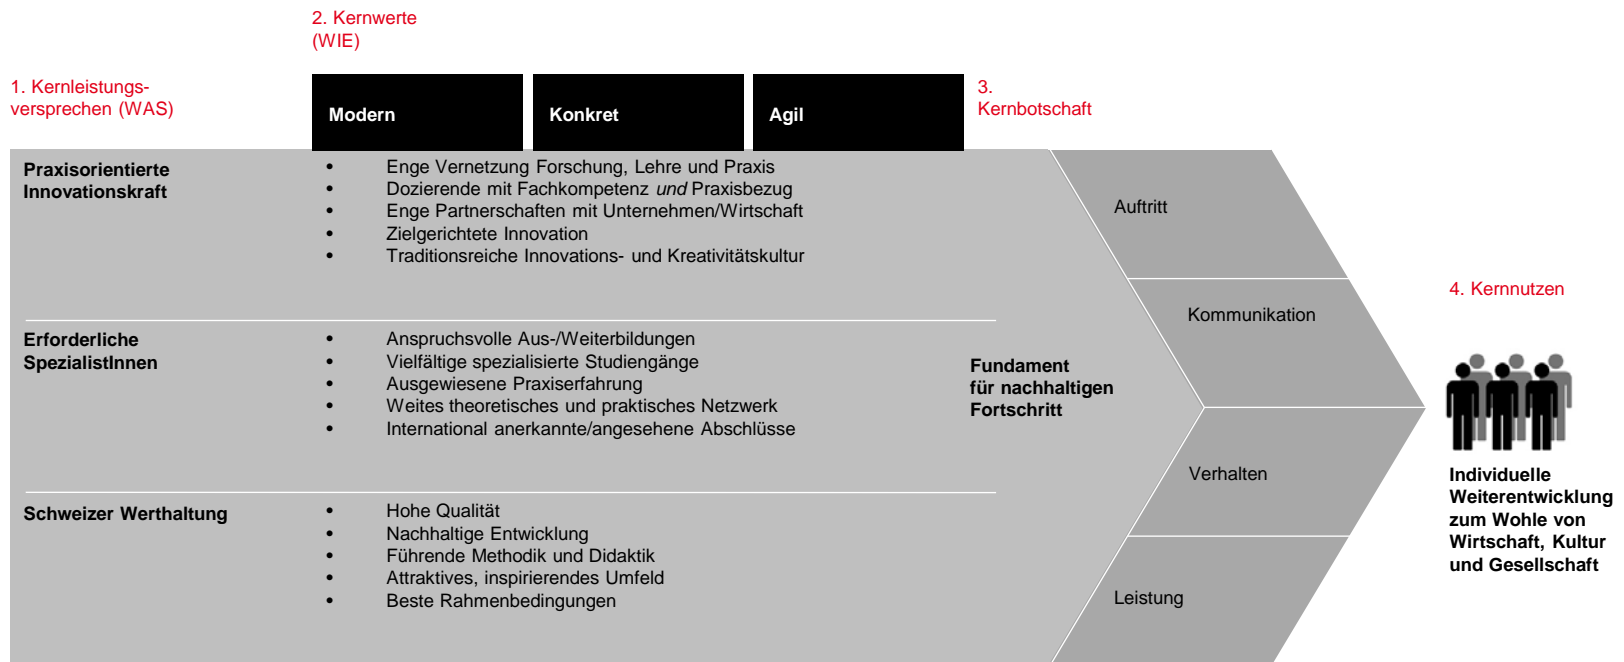 2. Kernwerte
(WIE)
1. Kernleistungs-
versprechen (WAS)
Modern
Konkret
Agil
3.
Kernbotschaft
Praxisorientierte
Innovationskraft
• Enge Vernetzung Forschung, Lehre und Praxis
• Dozierende mit Fachkompetenz und Praxisbezug
• Enge Partnerschaften mit Unternehmen/Wirtschaft
• Zielgerichtete Innovation
• Traditionsreiche Innovations- und Kreativitätskultur
Erforderliche
SpezialistInnen
• Anspruchsvolle Aus-/Weiterbildungen
• Vielfältige spezialisierte Studiengänge
• Ausgewiesene Praxiserfahrung
• Weites theoretisches und praktisches Netzwerk
• International anerkannte/angesehene Abschlüsse
Schweizer Werthaltung
• Hohe Qualität
• Nachhaltige Entwicklung
• Führende Methodik und Didaktik
• Attraktives, inspirierendes Umfeld
• Beste Rahmenbedingungen
Fundament
für nachhaltigen
Fortschritt
Auftritt
Kommunikation
Verhalten
Leistung
4. Kernnutzen
Individuelle
Weiterentwicklung
zum Wohle von
Wirtschaft, Kultur
und Gesellschaft